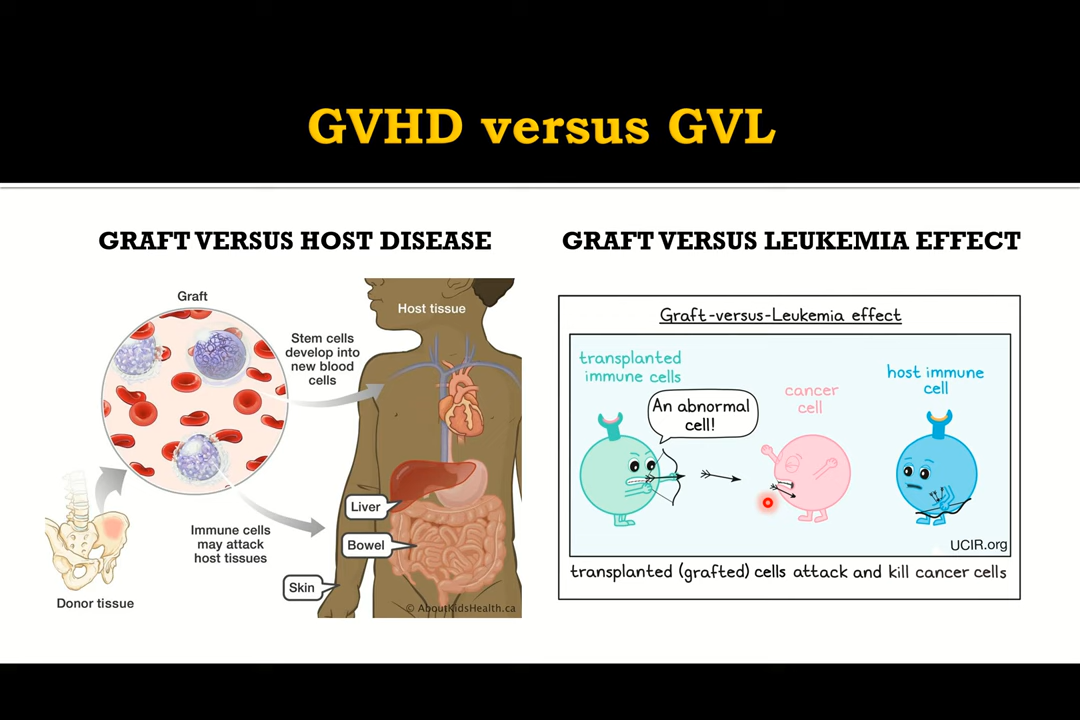 GVHD versus GVL
GRAFT VERSUS HOST DISEASE
Graft
Host tissue
Stem cells
develop into
new blood
cells
Liver
Immune cells
may attack
host tissues
Bowel
Skin
Donor tissue
© AboutKidsHealth.ca
GRAFT VERSUS LEUKEMIA EFFECT
Graft-versus-Leukemia effect
transplanted
immune cells
An abnormal
cell!
cancer
cell
host immune
cell
UCIR.org
transplanted (grafted) cells attack and kill cancer cells